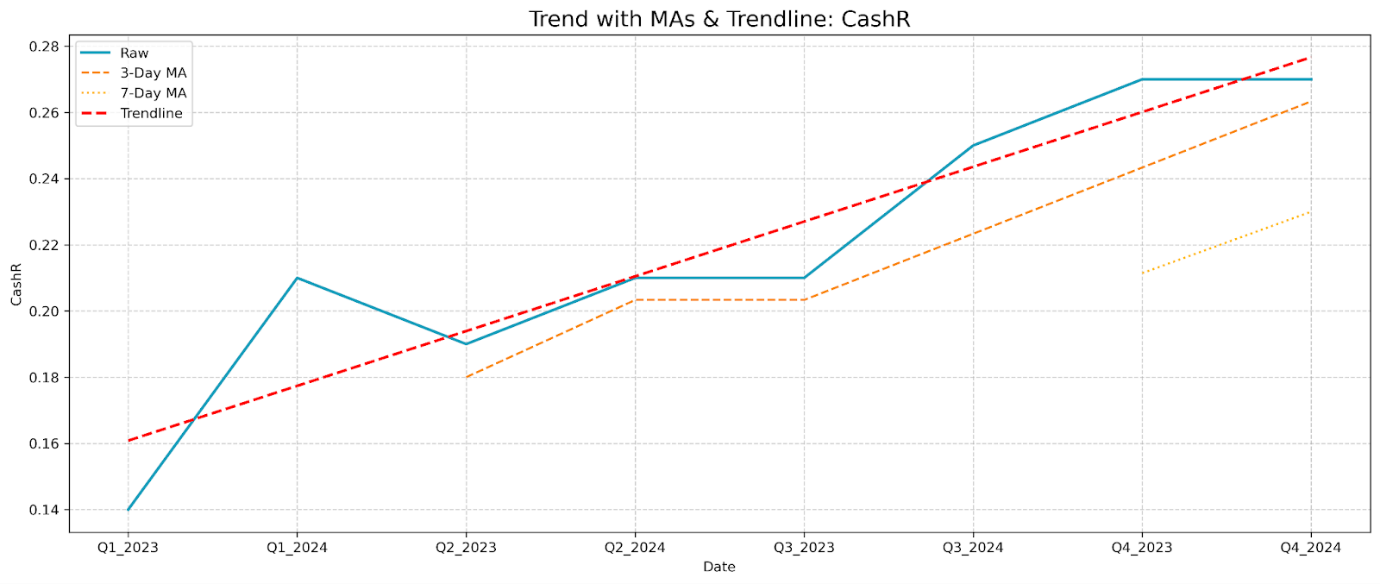 Trend with MAs & Trendline: CashR
Raw
3-Day MA
7-Day MA
Trendline
0.28
0.26
0.24
0.22
0.20
0.18
0.16
0.14
CashR
Q1_2023 Q1_2024 Q2_2023 Q2_2024 Q3_2023 Q3_2024 Q4_2023 Q4_2024
Date